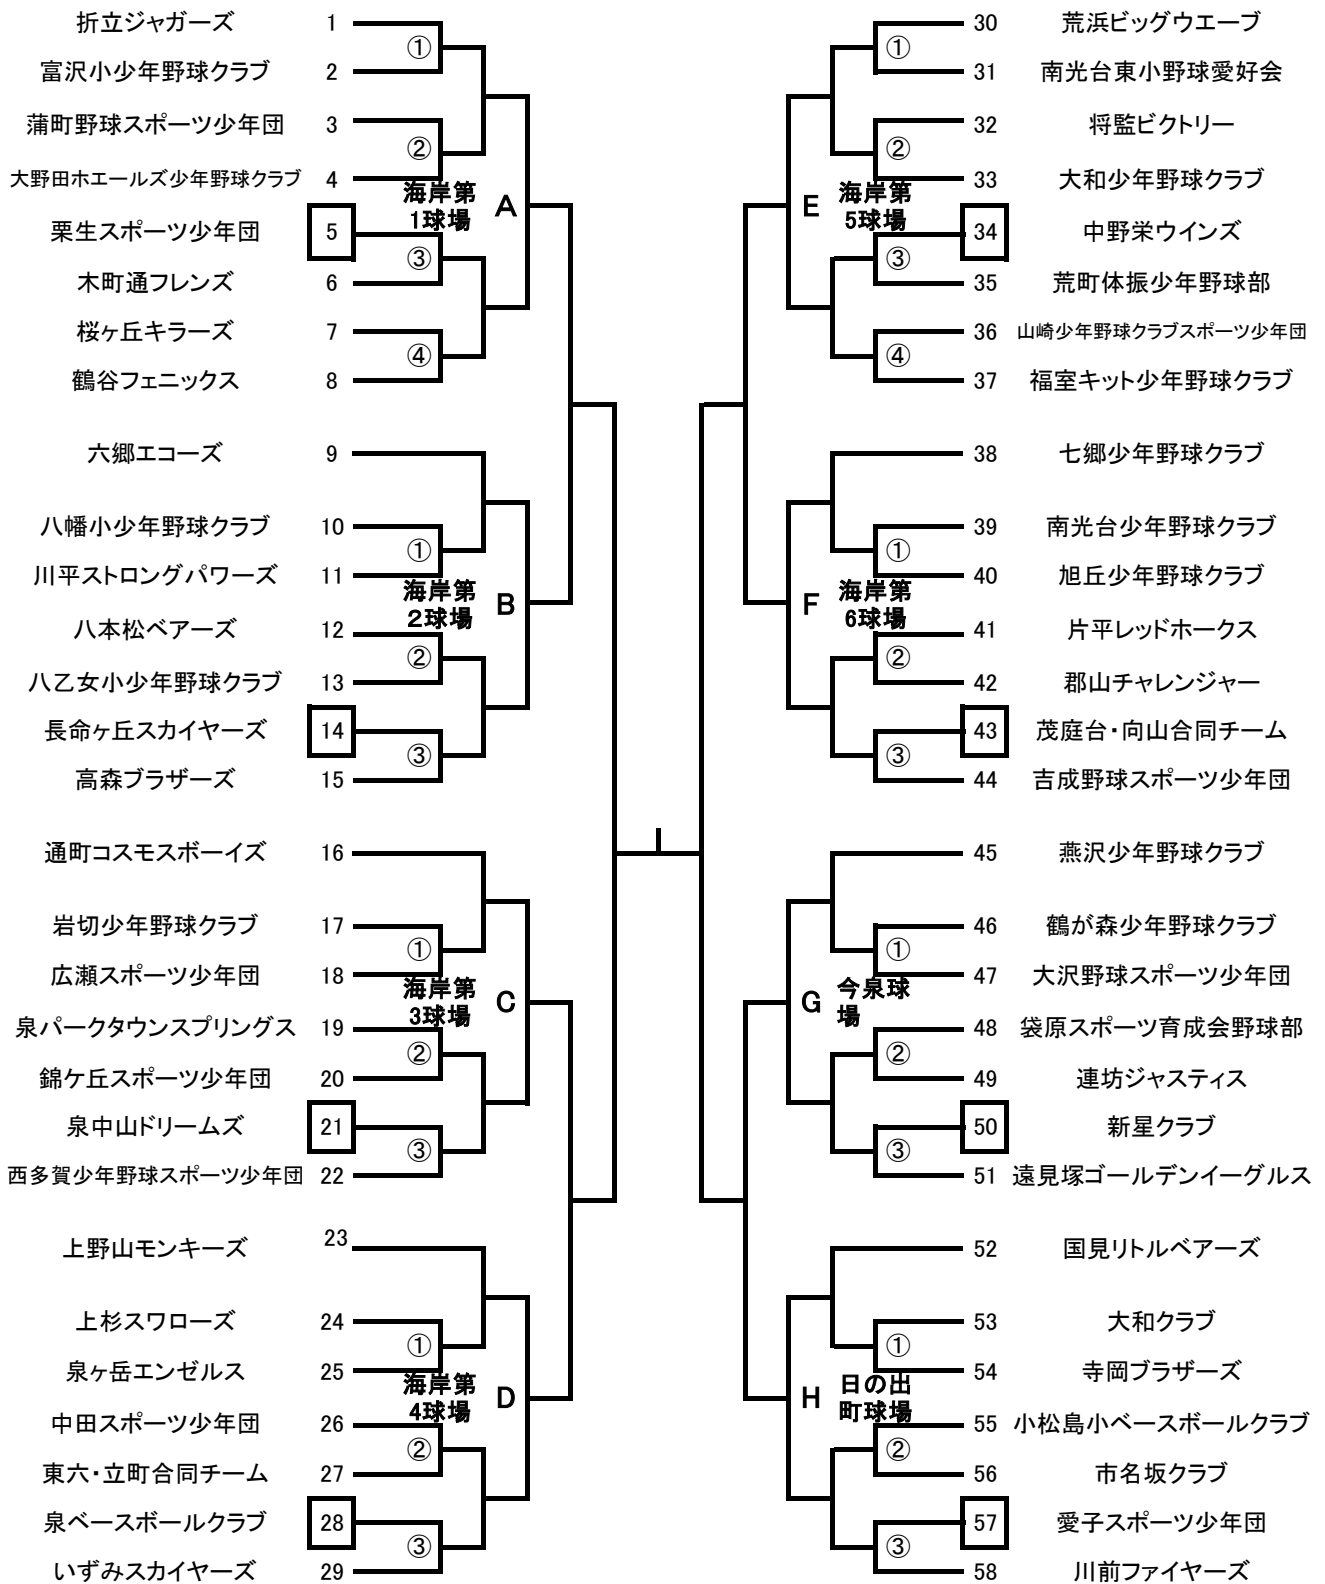 折立ジャガーズ 1
①
富沢小少年野球クラブ 2
蒲町野球スポーツ少年団 3
②
大野田ホエールズ少年野球クラブ 4
海岸第
1球場
A
栗生スポーツ少年団 5
③
木町通フレンズ 6
桜ヶ丘キラーズ 7
④
鶴谷フェニックス 8
六郷エコーズ 9
八幡小少年野球クラブ 10
①
川平ストロングパワーズ 11
海岸第
２球場
B
八本松ベアーズ 12
②
八乙女小少年野球クラブ 13
長命ヶ丘スカイヤーズ 14
③
高森ブラザーズ 15
通町コスモスボーイズ 16
岩切少年野球クラブ 17
①
広瀬スポーツ少年団 18
海岸第
3球場
C
泉パークタウンスプリングス 19
②
錦ケ丘スポーツ少年団 20
泉中山ドリームズ 21
③
西多賀少年野球スポーツ少年団 22
上野山モンキーズ 23
上杉スワローズ 24
①
泉ヶ岳エンゼルス 25
海岸第
4球場
D
中田スポーツ少年団 26
②
東六・立町合同チーム 27
泉ベースボールクラブ 28
③
いずみスカイヤーズ 29
30 荒浜ビッグウエーブ
①
31 南光台東小野球愛好会
32 将監ビクトリー
②
33 大和少年野球クラブ
E
海岸第
5球場
34 中野栄ウインズ
③
35 荒町体振少年野球部
36 山崎少年野球クラブスポーツ少年団
④
37 福室キット少年野球クラブ
38 七郷少年野球クラブ
39 南光台少年野球クラブ
①
40 旭丘少年野球クラブ
F
海岸第
6球場
41 片平レッドホークス
②
42 郡山チャレンジャー
43 茂庭台・向山合同チーム
③
44 吉成野球スポーツ少年団
45 燕沢少年野球クラブ
46 鶴が森少年野球クラブ
①
47 大沢野球スポーツ少年団
G
今泉球
場
48 袋原スポーツ育成会野球部
②
49 連坊ジャスティス
50 新星クラブ
③
51 遠見塚ゴールデンイーグルス
52 国見リトルベアーズ
53 大和クラブ
①
54 寺岡ブラザーズ
H
日の出
町球場
55 小松島小ベースボールクラブ
②
56 市名坂クラブ
57 愛子スポーツ少年団
③
58 川前ファイヤーズ